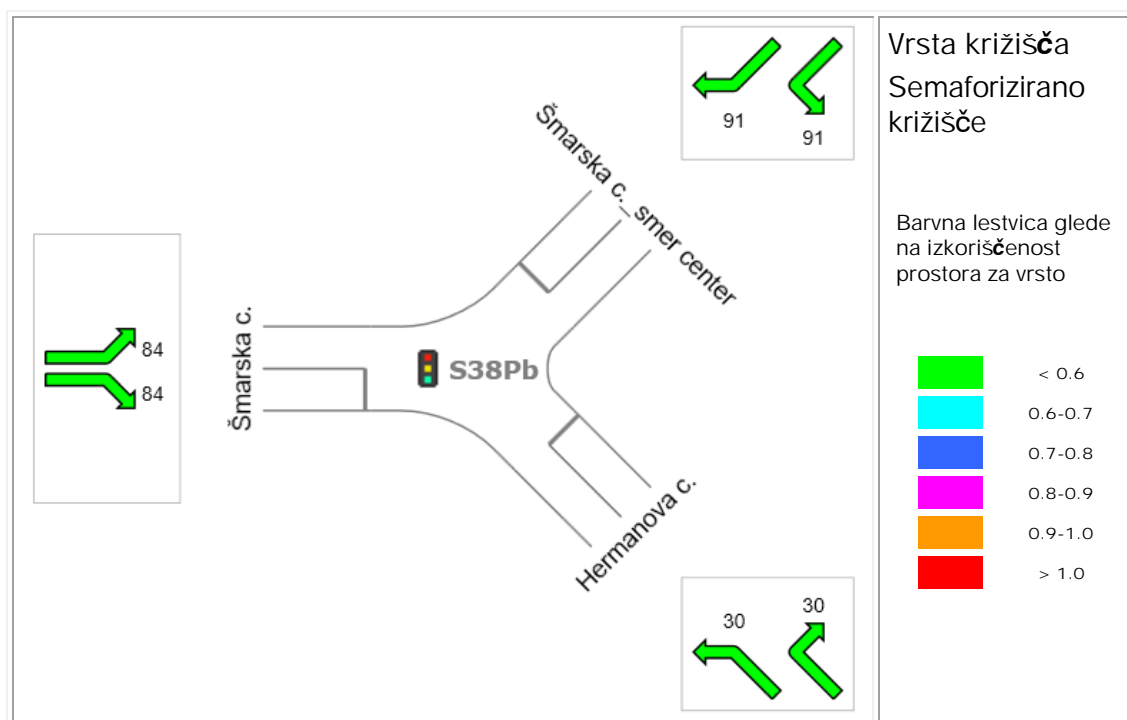 91
91
Šmarska c._smer center
84
84
Šmarska c.
S38Pb
Hermanova c.
30
30
Vrsta križišča
Semaforizirano
križišče
Barvna lestvica glede
na izkoriščenost
prostora za vrsto
< 0.6
0.6-0.7
0.7-0.8
0.8-0.9
0.9-1.0
> 1.0